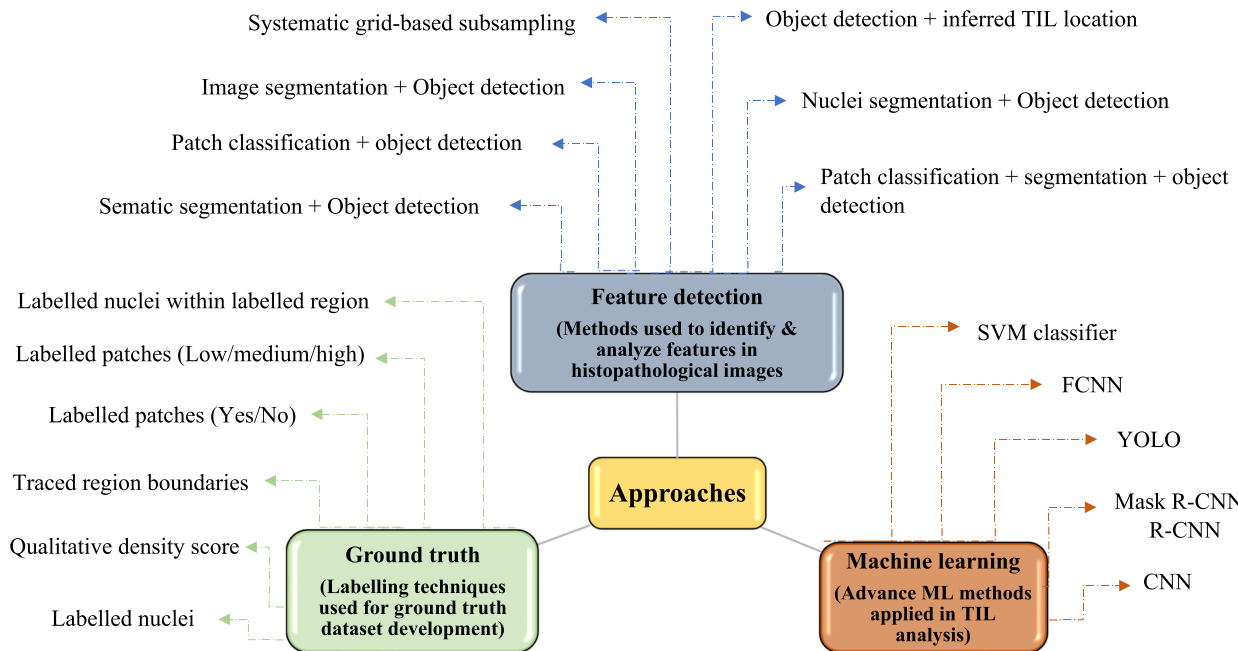 Systematic grid-based subsampling
Object detection + inferred TIL location
Image segmentation + Object detection
Nuclei segmentation + Object detection
Patch classification + object detection
Patch classification + segmentation + object
detection
Sematic segmentation + Object detection
Feature detection
(Methods used to identify &
analyze features in
histopathological images
Labelled nuclei within labelled region
Labelled patches (Low/medium/high)
Labelled patches (Yes/No)
Traced region boundaries
Qualitative density score
Labelled nuclei
SVM classifier
FCNN
YOLO
Mask R-CNN
R-CNN
CNN
Approaches
Ground truth
(Labelling techniques
used for ground truth
dataset development)
Machine learning
(Advance ML methods
applied in TIL
analysis)